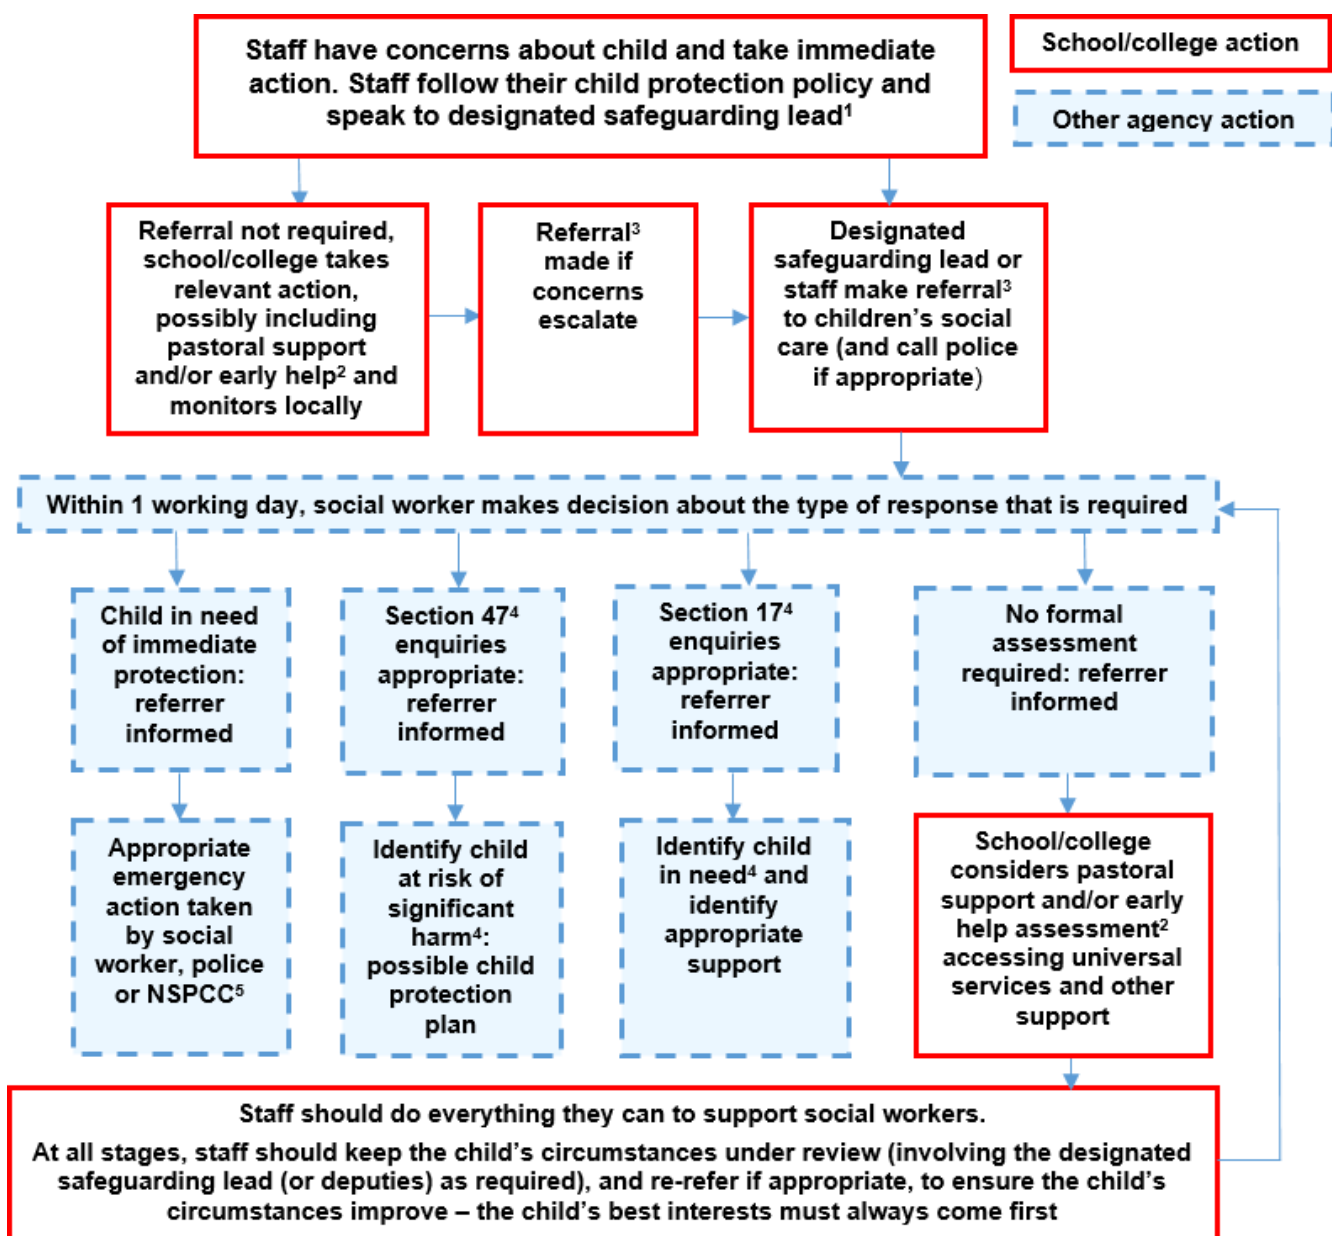 Staff have concerns about child and take immediate
action. Staff follow their child protection policy and
speak to designated safeguarding lead¹
School/college action
Other agency action
Referral not required,
school/college takes
relevant action,
possibly including
pastoral support
and/or early help² and
monitors locally
Referral³
made if
concerns
escalate
Designated
safeguarding lead or
staff make referral³
to children’s social
care (and call police
if appropriate)
Within 1 working day, social worker makes decision about the type of response that is required
Child in need
of immediate
protection:
referrer
informed
Section 47⁴
enquiries
appropriate:
referrer
informed
Section 17⁴
enquiries
appropriate:
referrer
informed
No formal
assessment
required: referrer
informed
Appropriate
emergency
action taken
by social
worker, police
or NSPCC⁵
Identify child
at risk of
significant
harm⁴:
possible child
protection
plan
Identify child
in need⁴ and
identify
appropriate
support
School/college
considers pastoral
support and/or early
help assessment²
accessing universal
services and other
support
Staff should do everything they can to support social workers.
At all stages, staff should keep the child’s circumstances under review (involving the designated
safeguarding lead (or deputies) as required), and re-refer if appropriate, to ensure the child’s
circumstances improve – the child’s best interests must always come first